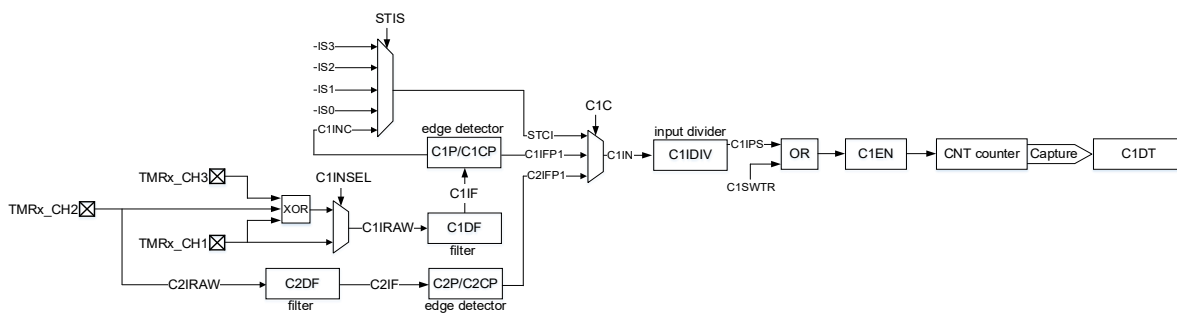 STIS
-IS3
-IS2
-IS1
-IS0
C1INC
edge detector
C1P/C1CP
STCI
C1IFP1
C2IFP1
C1C
C1IN
input divider
C1IDIV
C1IPS
C1SWTR
OR
C1EN
CNT counter
Capture
C1DT
TMRx_CH3
TMRx_CH2
TMRx_CH1
XOR
C1INSEL
C1IRAW
C1IF
C1DF
filter
C2IRAW
C2DF
filter
C2IF
C2P/C2CP
edge detector